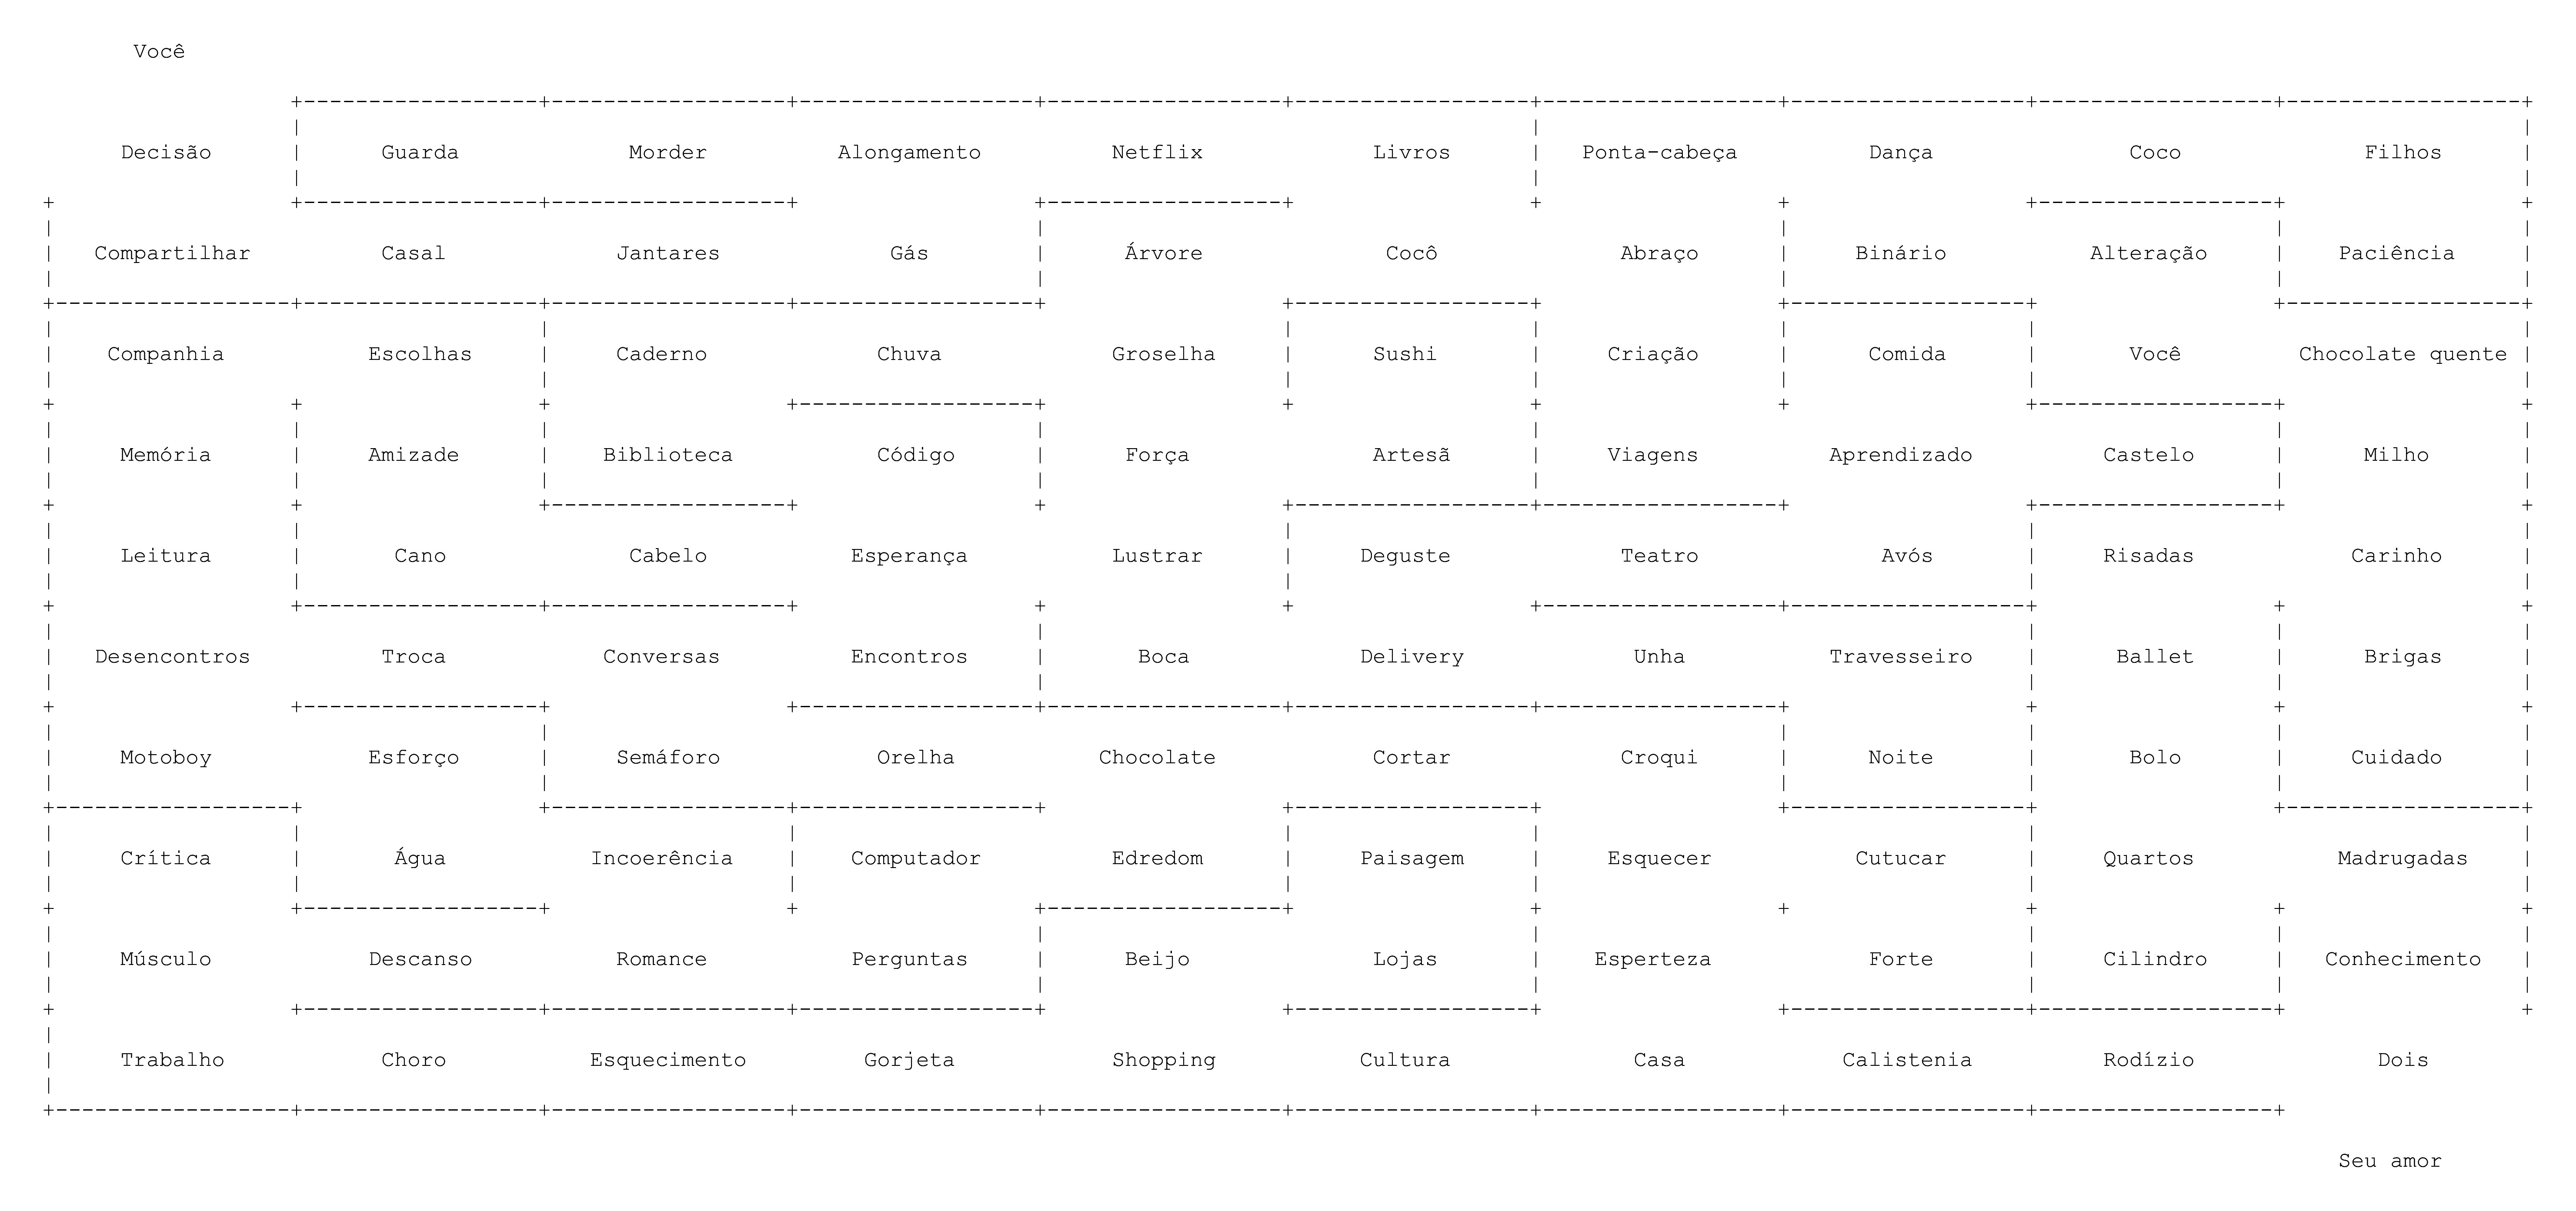 Você
Decisão Guarda Morder Alongamento Netflix Livros Ponta-cabeça Dança Coco Filhos
Compartilhar Casal Jantares Gás Árvore Cocô Abraço Binário Alteração Paciência
Companhia Escolhas Caderno Chuva Groselha Sushi Criação Comida Você Chocolate quente
Memória Amizade Biblioteca Código Força Artesã Viagens Aprendizado Castelo Milho
Leitura Cano Cabelo Esperança Lustrar Deguste Teatro Avós Risadas Carinho
Desencontros Troca Conversas Encontros Boca Delivery Unha Travesseiro Ballet Brigas
Motoboy Esforço Semáforo Orelha Chocolate Cortar Croqui Noite Bolo Cuidado
Crítica Água Incoerência Computador Edredom Paisagem Esquecer Cutucar Quartos Madrugadas
Músculo Descanso Romance Perguntas Beijo Lojas Esperteza Forte Cilindro Conhecimento
Trabalho Choro Esquecimento Gorjeta Shopping Cultura Casa Calistenia Rodízio Dois
Seu amor